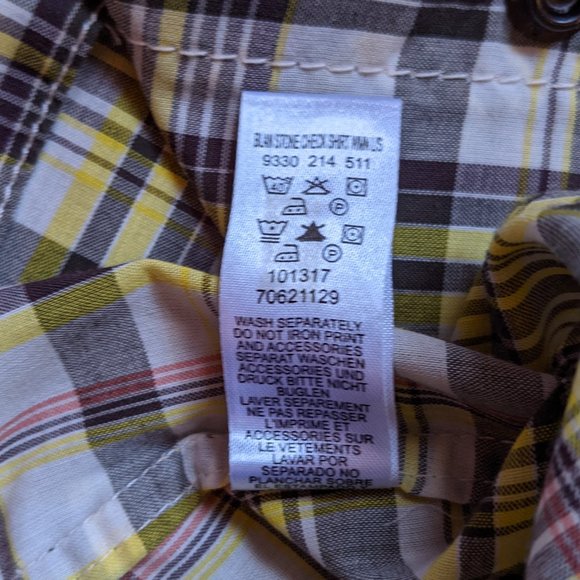 BLAN STONE CHECK SHIRT MWN L/S
9330 214 511
40
P
P
101317
70621129
WASH SEPARATELY
DO NOT IRON PRINT
AND ACCESSORIES
SEPARAT WASCHEN
ACCESSORIES UND
DRUCK BITTE NICHT
BUGLEN
LAVER SEPAREMENT
NE PAS REPASSER
L'IMPRIME ET
ACCESSORIES SUR
LE VETEMENTS
LAVAR POR
SEPARADO NO
PLANCHAR SOBRE